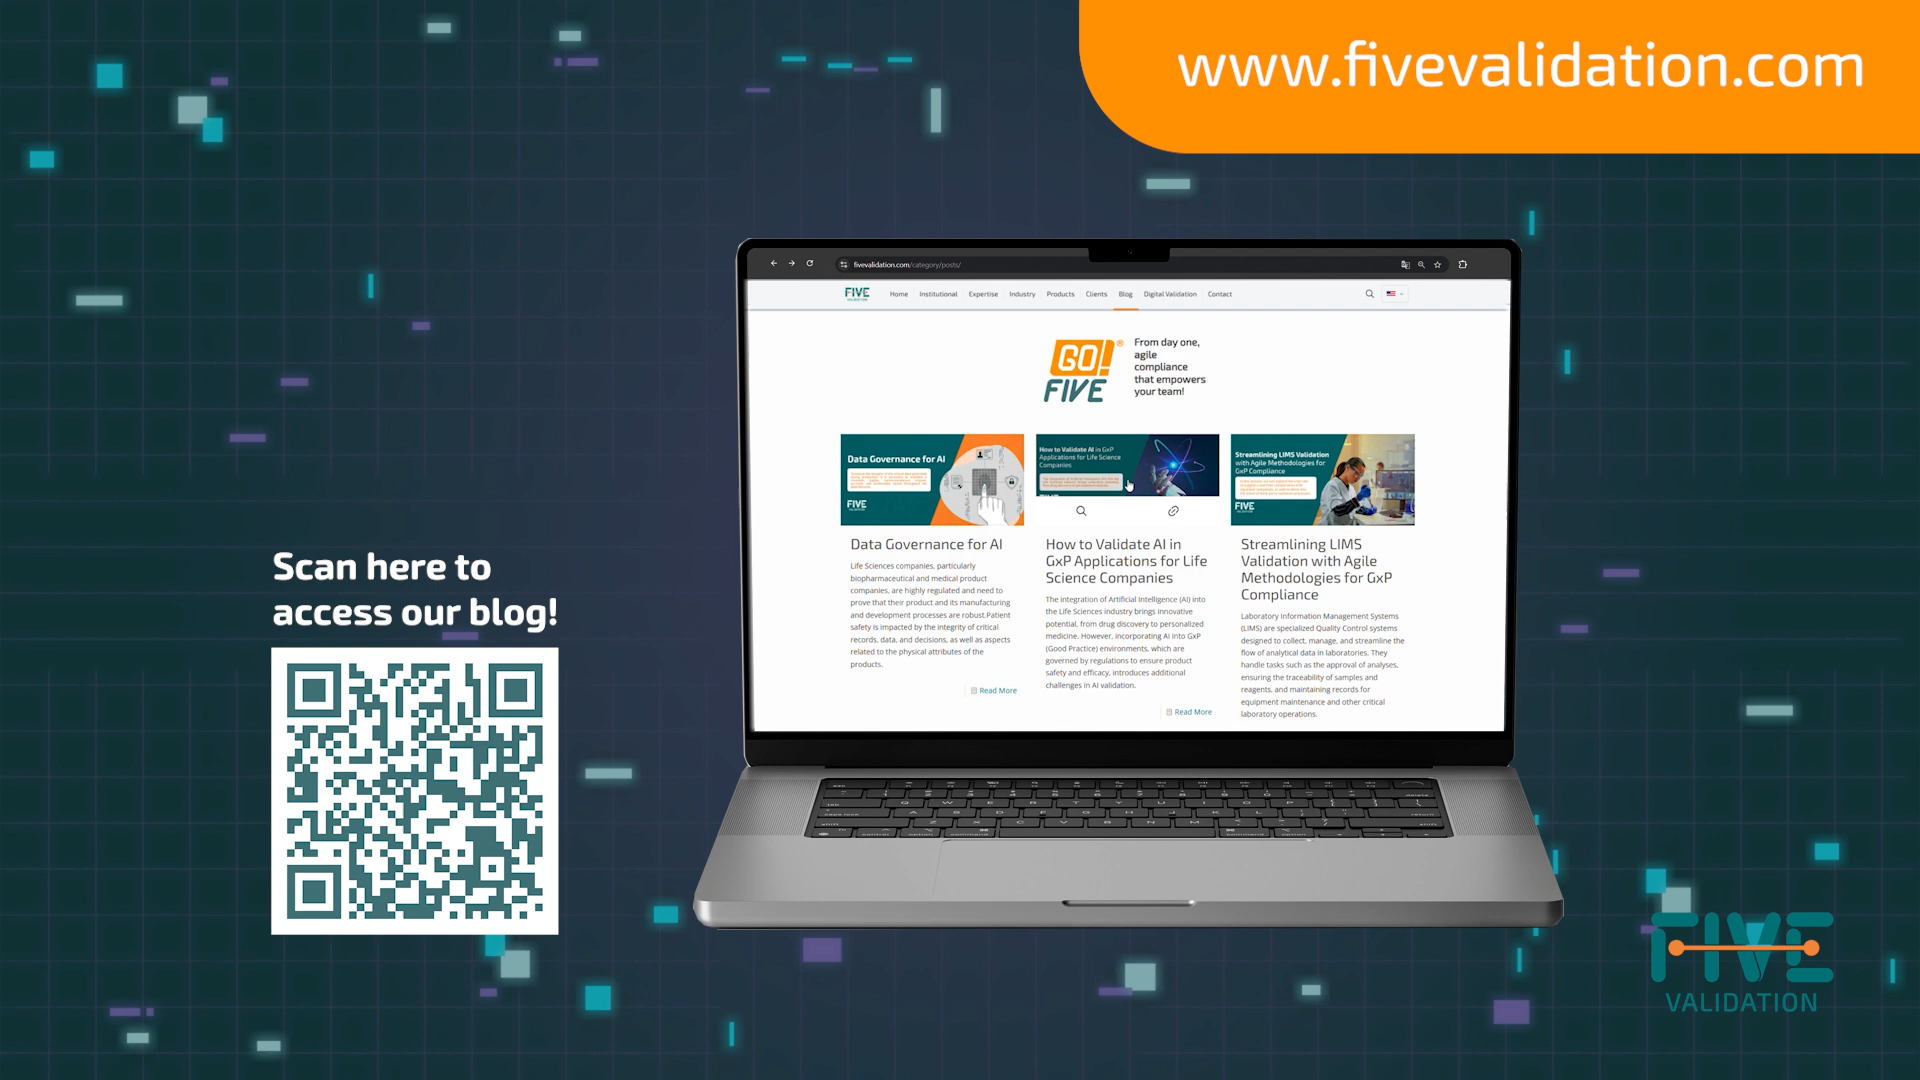 www.fivevalidation.com
fivevalidation.com/category/posts/
FIVE
VALIDATION
Home Institutional Expertise Industry Products Clients Blog Digital Validation Contact
GO!
FIVE
®
From day one,
agile
compliance
that empowers
your team!
Data Governance for AI
FIVE
How to Validate AI in GxP
Applications for Life Science
Companies
Streamlining LIMS Validation
with Agile Methodologies for
GxP Compliance
FIVE
Data Governance for AI
Life Sciences companies, particularly
biopharmaceutical and medical product
companies, are highly regulated and need to
prove that their product and its manufacturing
and development processes are robust.Patient
safety is impacted by the integrity of critical
records, data, and decisions, as well as aspects
related to the physical attributes of the
products.
Read More
How to Validate AI in
GxP Applications for Life
Science Companies
The integration of Artificial Intelligence (AI) into
the Life Sciences industry brings innovative
potential, from drug discovery to personalized
medicine. However, incorporating AI into GxP
(Good Practice) environments, which are
governed by regulations to ensure product
safety and efficacy, introduces additional
challenges in AI validation.
Read More
Streamlining LIMS
Validation with Agile
Methodologies for GxP
Compliance
Laboratory Information Management Systems
(LIMS) are specialized Quality Control systems
designed to collect, manage, and streamline the
flow of analytical data in laboratories. They
handle tasks such as the approval of analyses,
ensuring the traceability of samples and
reagents, and maintaining records for
equipment maintenance and other critical
laboratory operations.
Scan here to
access our blog!
FIVE
VALIDATION